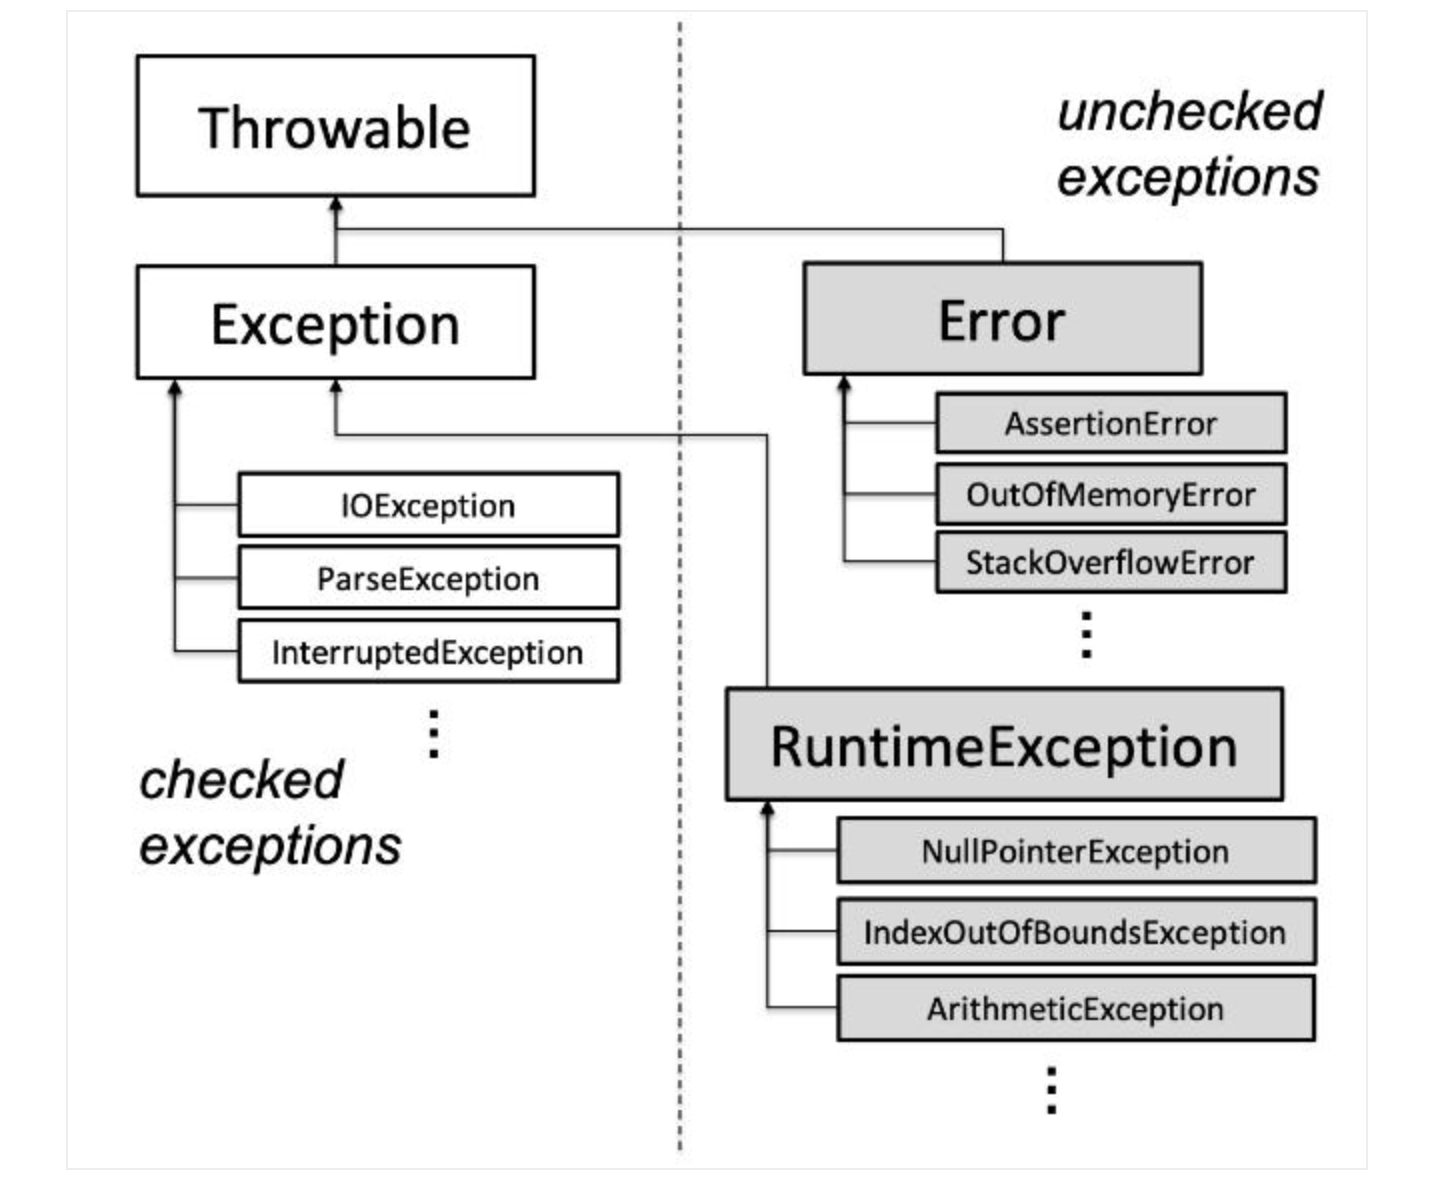 Throwable
unchecked
exceptions
Exception
Error
AssertionError
OutOfMemoryError
StackOverflowError
IOException
ParseException
InterruptedException
checked
exceptions
RuntimeException
NullPointerException
IndexOutOfBoundsException
ArithmeticException